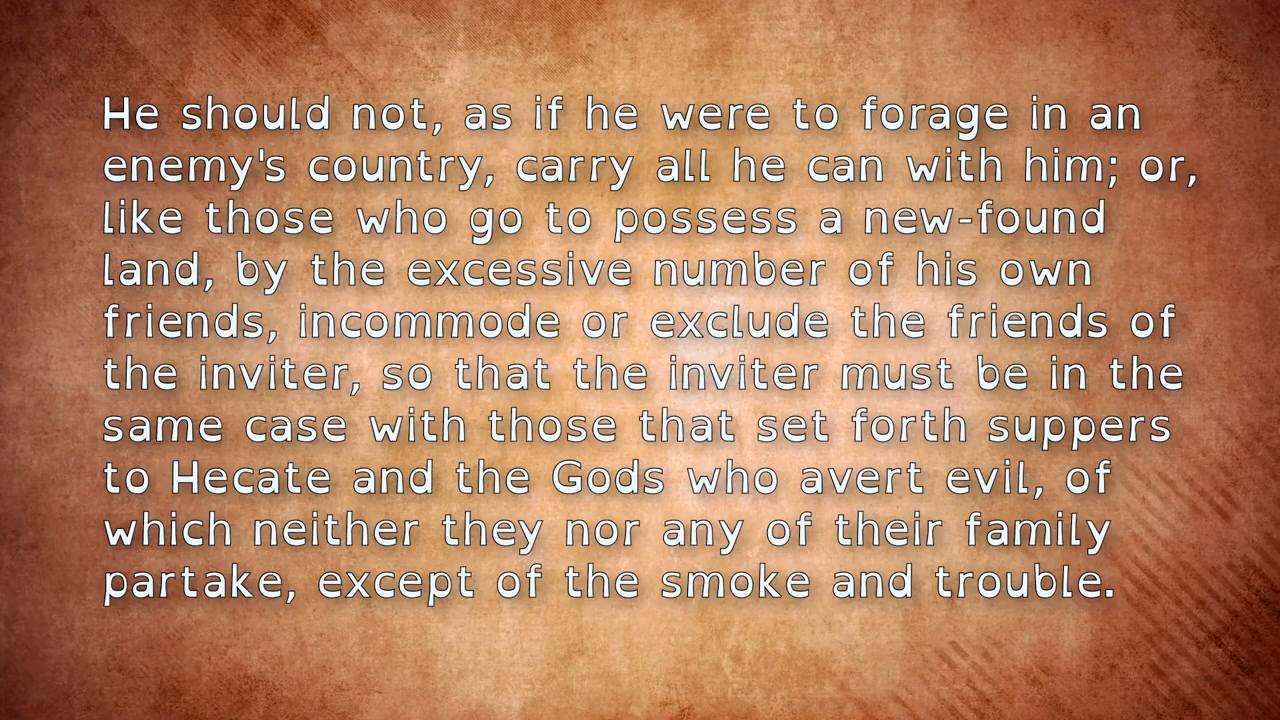 He should not, as if he were to forage in an
enemy's country, carry all he can with him; or,
like those who go to possess a new-found
land, by the excessive number of his own
friends, incommode or exclude the friends of
the inviter, so that the inviter must be in the
same case with those that set forth suppers
to Hecate and the Gods who avert evil, of
which neither they nor any of their family
partake, except of the smoke and trouble.